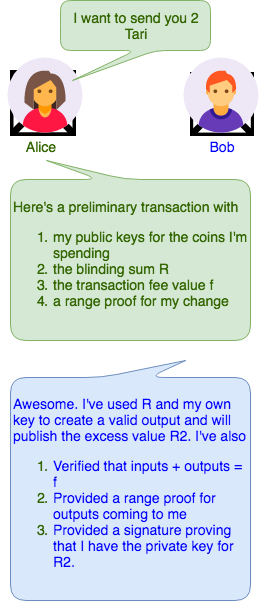 I want to send you 2
Tari
Alice
Bob
Here's a preliminary transaction with
1. my public keys for the coins I'm
spending
2. the blinding sum R
3. the transaction fee value f
4. a range proof for my change
Awesome. I've used R and my own
key to create a valid output and will
publish the excess value R2. I've also
1. Verified that inputs + outputs =
f
2. Provided a range proof for
outputs coming to me
3. Provided a signature proving
that I have the private key for
R2.